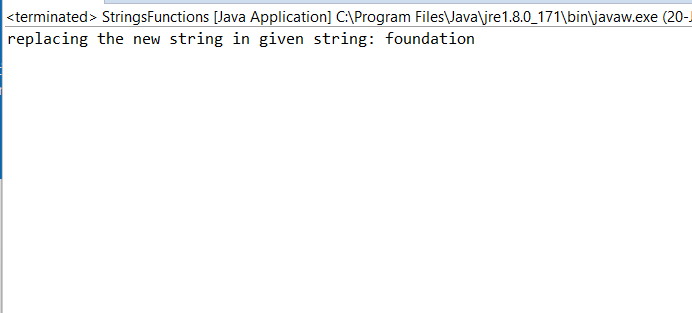 <terminated> StringsFunctions [Java Application] C:\Program Files\Java\jre1.8.0_171\bin\javaw.exe (20-J
replacing the new string in given string: foundation